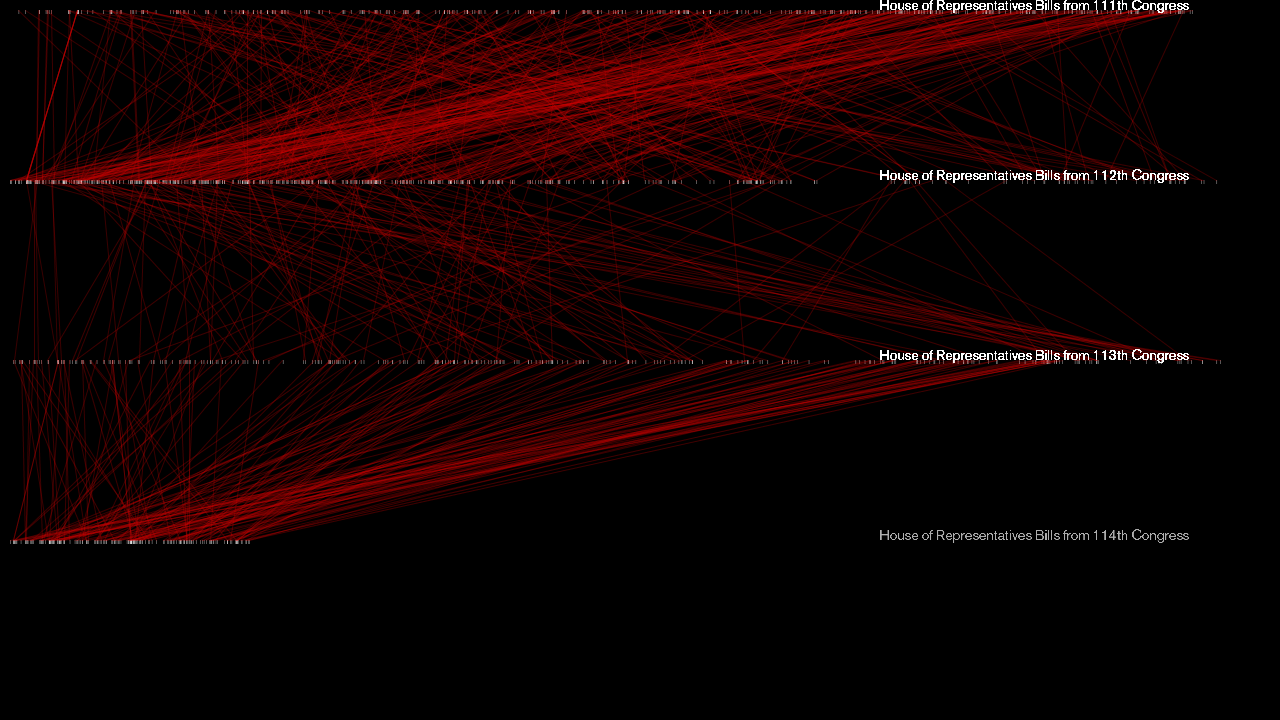 House of Representatives Bills from 111th Congress
House of Representatives Bills from 112th Congress
House of Representatives Bills from 113th Congress
House of Representatives Bills from 114th Congress